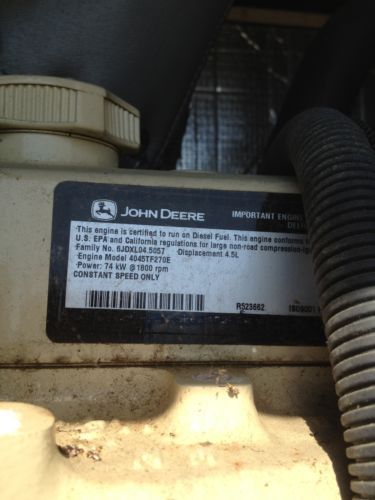 JOHN DEERE
IMPORTANT ENGINE
This engine is certified to run on Diesel Fuel. This engine conforms
U.S. EPA and California regulations for large non-road compression-ig
Family No. 6JDXL04.5057 Displacement 4.5L
Engine Model 4045TF270E
Power: 74 kW @1800 rpm
CONSTANT SPEED ONLY
R523662